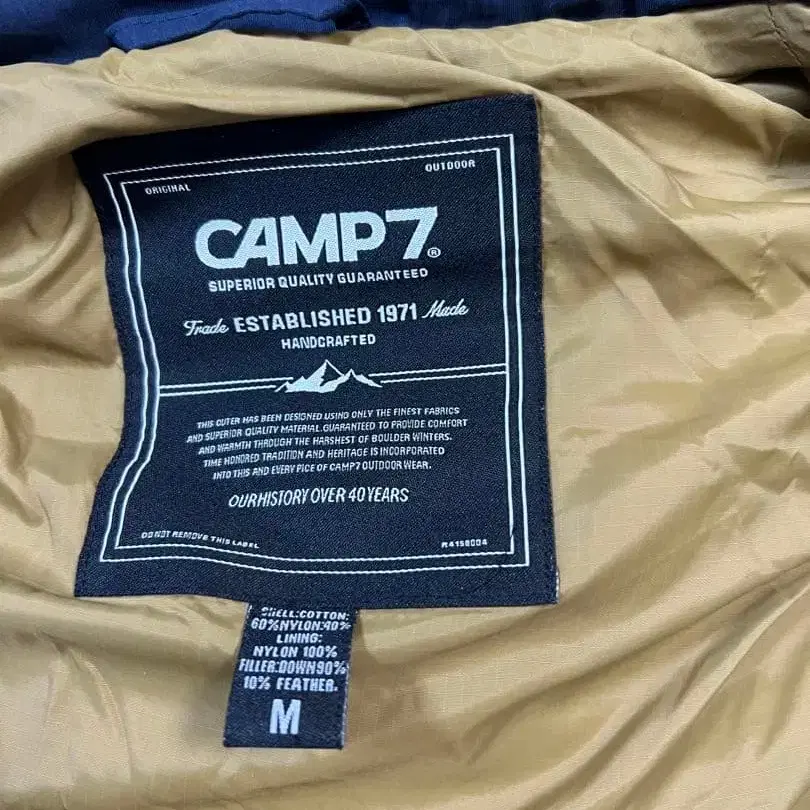 ORIGINAL
OUTDOOR
CAMP7®
SUPERIOR QUALITY GUARANTEED
Trade ESTABLISHED 1971 Made
HANDCRAFTED
THIS OUTER HAS BEEN DESIGNED USING ONLY THE FINEST FABRICS
AND SUPERIOR QUALITY MATERIAL. GUARANTEED TO PROVIDE COMFORT
AND WARMTH THROUGH THE HARSHEST OF BOULDER WINTERS.
TIME HONORED TRADITION AND HERITAGE IS INCORPORATED
INTO THIS AND EVERY PICE OF CAMP7 OUTDOOR WEAR.
OUR HISTORY OVER 40 YEARS
DO NOT REMOVE THIS LABEL
R4158004
SHELL:COTTON:
60%NYLON:40%
LINING:
NYLON 100%
FILLER:DOWN90%
10% FEATHER.
M